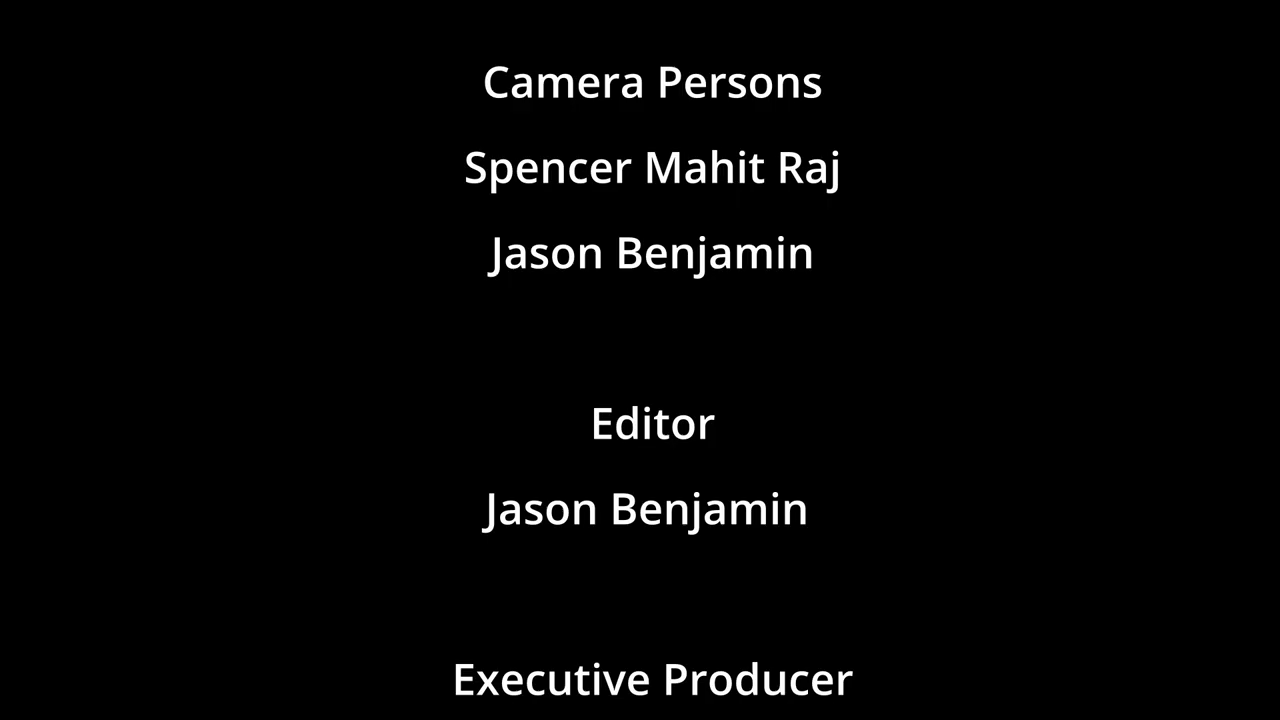 Camera Persons
Spencer Mahit Raj
Jason Benjamin
Editor
Jason Benjamin
Executive Producer